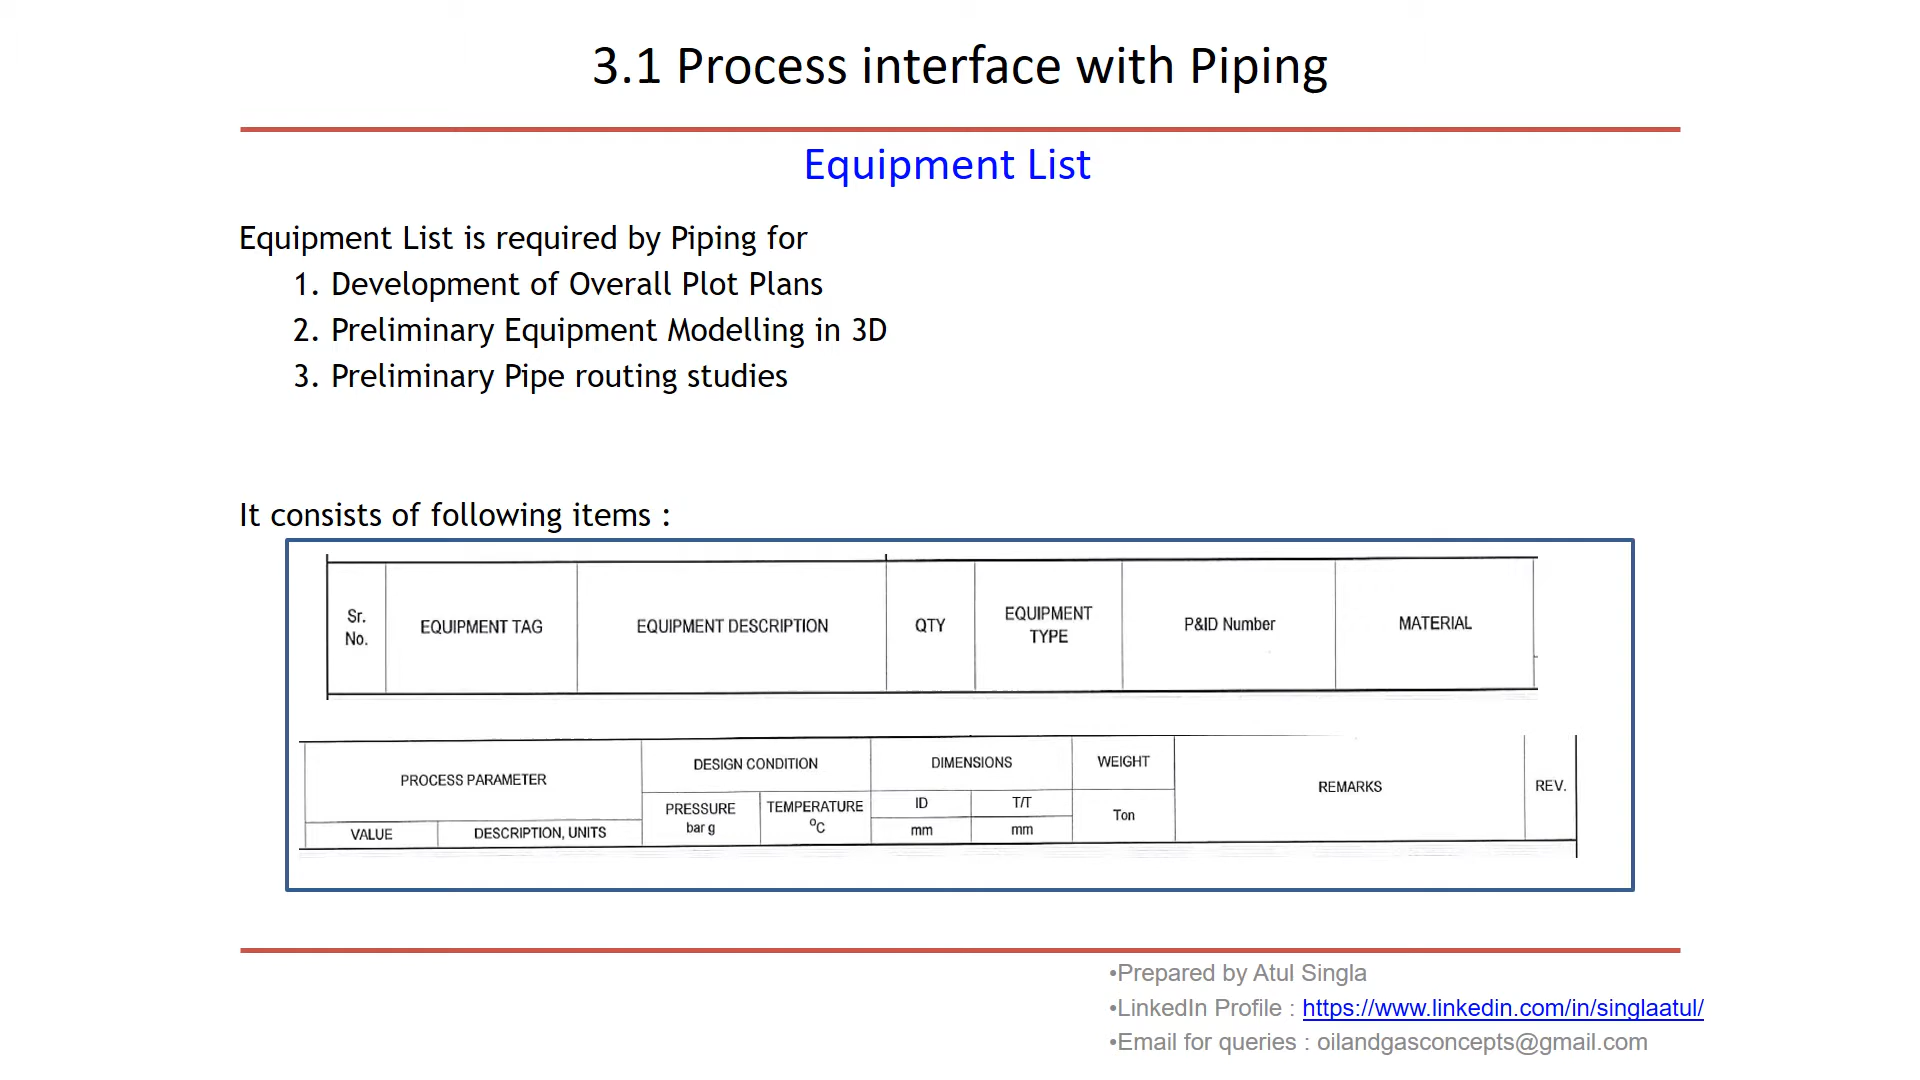 3.1 Process interface with Piping
Equipment List
Equipment List is required by Piping for
1. Development of Overall Plot Plans
2. Preliminary Equipment Modelling in 3D
3. Preliminary Pipe routing studies
It consists of following items :
Sr. No.
EQUIPMENT TAG
EQUIPMENT DESCRIPTION
QTY
EQUIPMENT TYPE
P&ID Number
MATERIAL
PROCESS PARAMETER
VALUE
DESCRIPTION, UNITS
DESIGN CONDITION
PRESSURE
bar g
TEMPERATURE
ºC
DIMENSIONS
ID
mm
T/T
mm
WEIGHT
Ton
REMARKS
REV.
•Prepared by Atul Singla
•LinkedIn Profile : https://www.linkedin.com/in/singlaatul/
•Email for queries : oilandgasconcepts@gmail.com